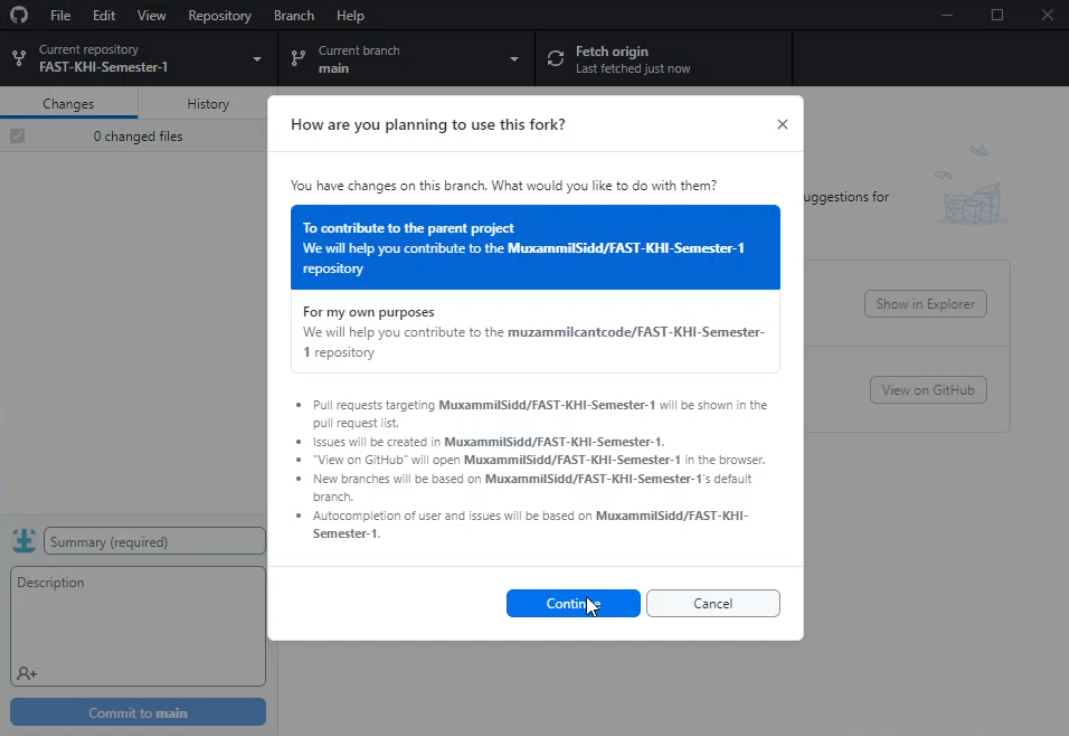 File Edit View Repository Branch Help
Current repository
FAST-KHI-Semester-1
Current branch
main
Fetch origin
Last fetched just now
Changes
History
0 changed files
How are you planning to use this fork?
You have changes on this branch. What would you like to do with them?
To contribute to the parent project
We will help you contribute to the MuxammilSidd/FAST-KHI-Semester-1
repository
For my own purposes
We will help you contribute to the muzammilcantcode/FAST-KHI-Semester-
1 repository
• Pull requests targeting MuxammilSidd/FAST-KHI-Semester-1 will be shown in the
pull request list.
• Issues will be created in MuxammilSidd/FAST-KHI-Semester-1.
• "View on GitHub" will open MuxammilSidd/FAST-KHI-Semester-1 in the browser.
• New branches will be based on MuxammilSidd/FAST-KHI-Semester-1's default
branch.
• Autocompletion of user and issues will be based on MuxammilSidd/FAST-KHI-
Semester-1.
Continue
Cancel
uggestions for
Show in Explorer
View on GitHub
Summary (required)
Description
Commit to main